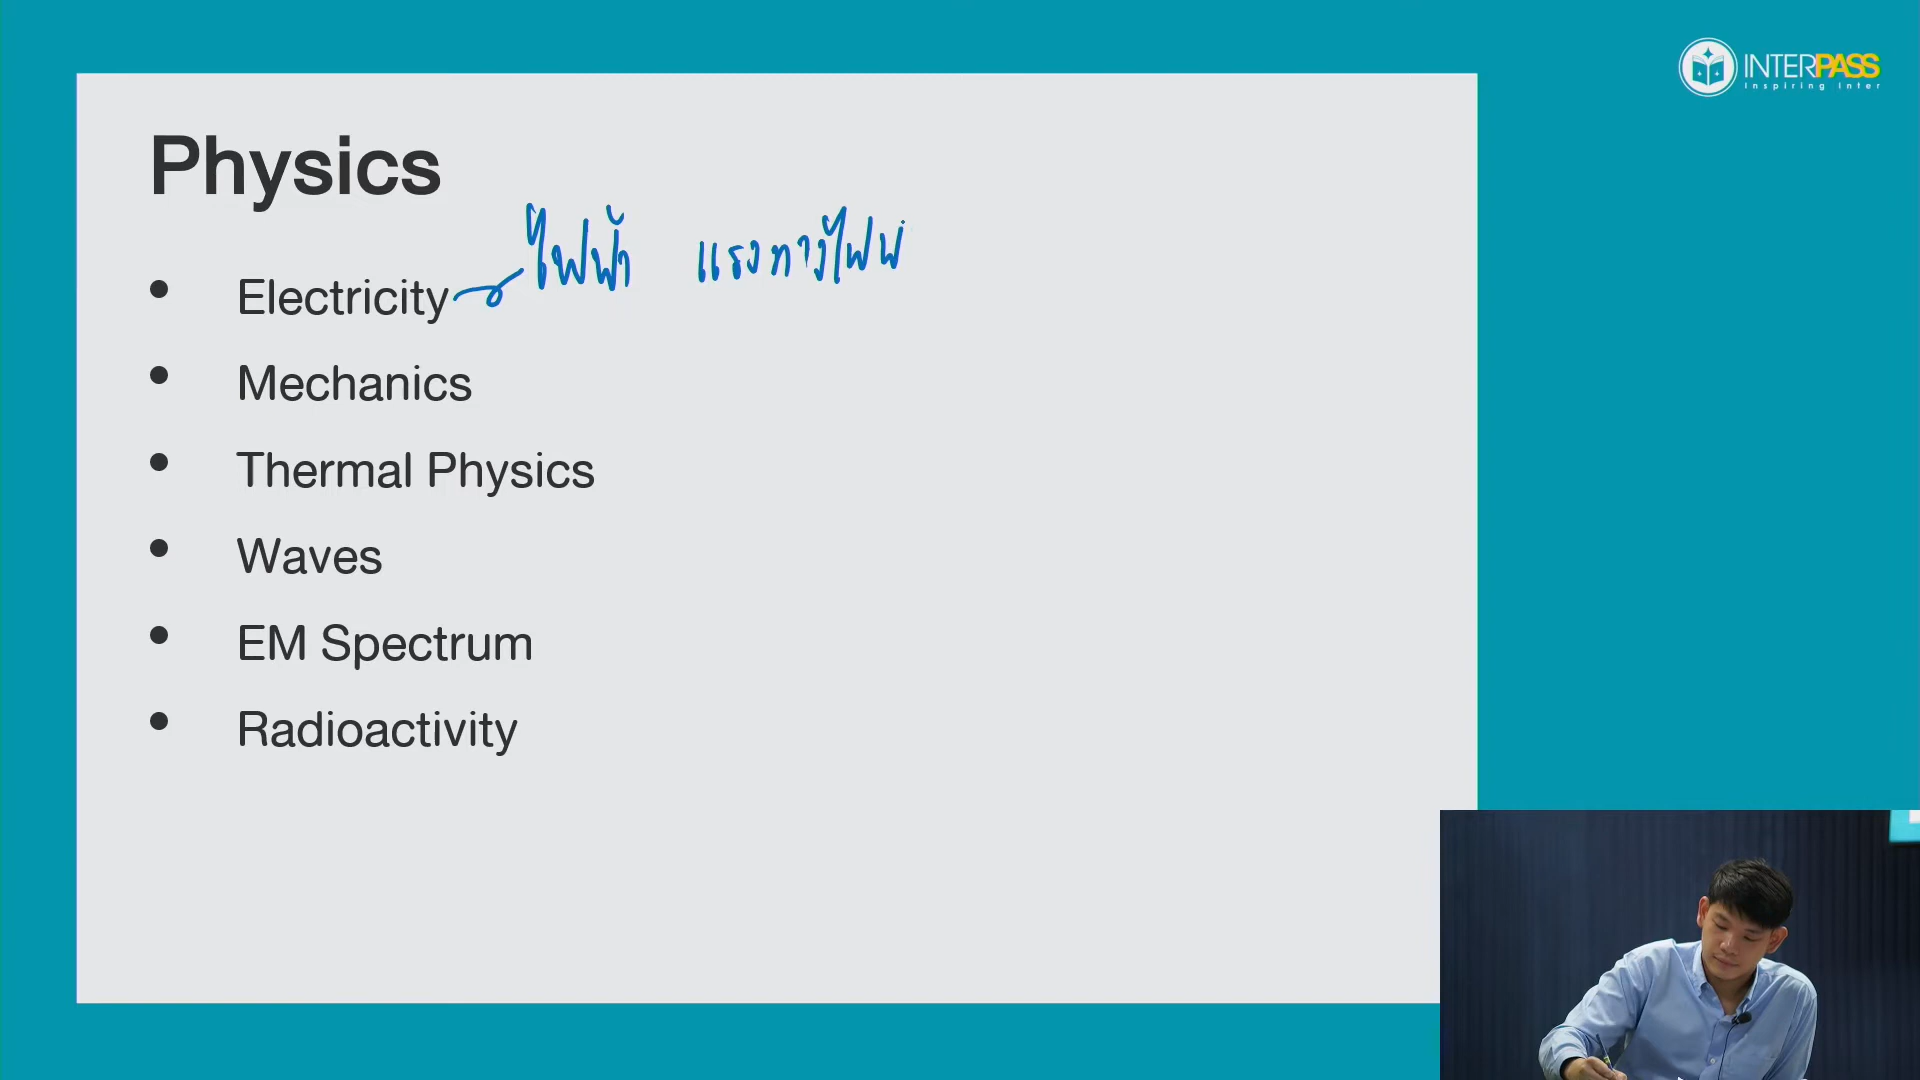 INTERPASS
Inspiring Inter
Physics
ไฟฟ้า แรงทางไฟฟ
Electricity
Mechanics
Thermal Physics
Waves
EM Spectrum
Radioactivity